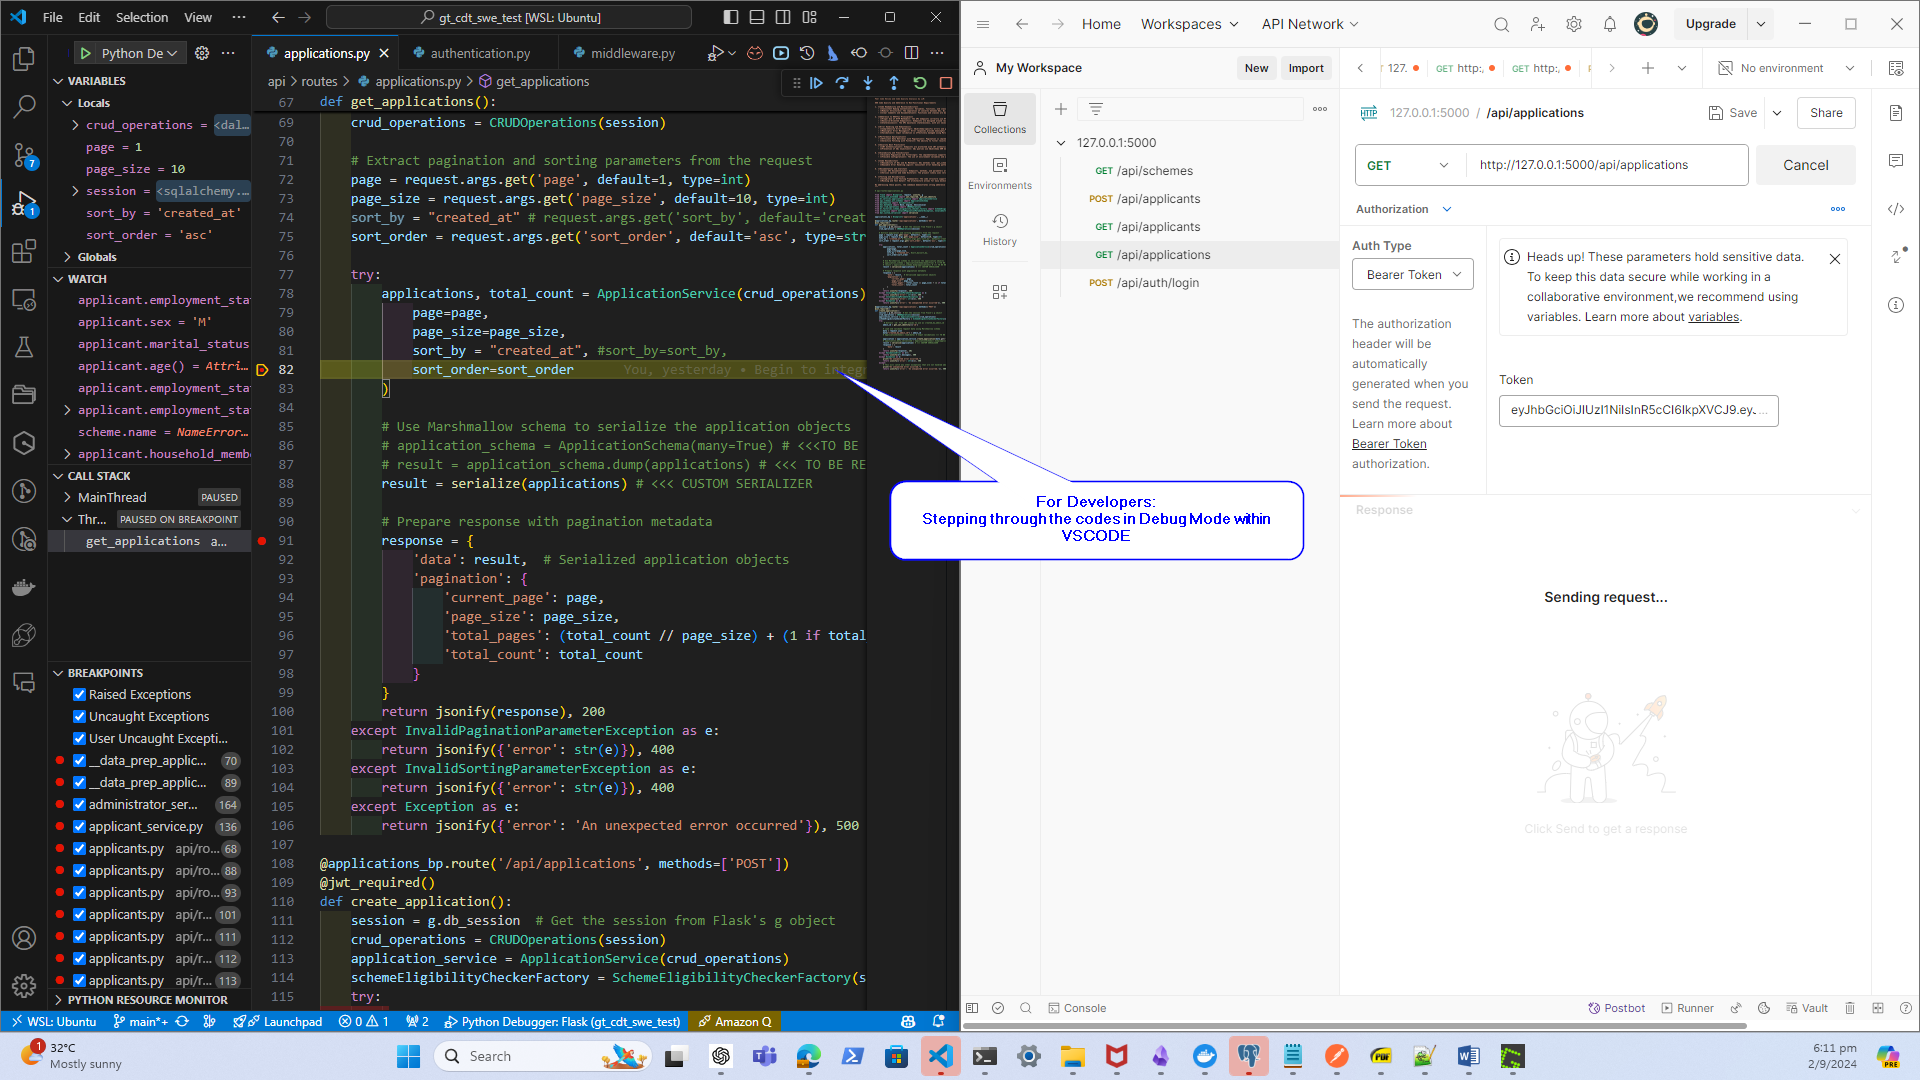 File Edit Selection View ··· gt_cdt_swe_test [WSL: Ubuntu]
Python De
applications.py authentication.py middleware.py
api > routes > applications.py > get_applications
VARIABLES
Locals
crud_operations = <dal...
page = 1
page_size = 10
session = <sqlalchemy....
sort_by = 'created_at'
sort_order = 'asc'
Globals
WATCH
applicant.employment_sta
applicant.sex = 'M'
applicant.marital_status
applicant.age() = Attri...
applicant.employment_sta
applicant.employment_sta
scheme.name = NameError...
applicant.household_memb
CALL STACK
MainThread PAUSED
Thr... PAUSED ON BREAKPOINT
get_applications a...
BREAKPOINTS
Raised Exceptions
Uncaught Exceptions
User Uncaught Excepti...
__data_prep_applic... 70
__data_prep_applic... 89
administrator_ser... 164
applicant_service.py 136
applicants.py api/ro... 68
applicants.py api/ro... 88
applicants.py api/ro... 93
applicants.py api/r... 101
applicants.py api/r... 111
applicants.py api/r... 112
applicants.py api/r... 113
PYTHON RESOURCE MONITOR
67 def get_applications():
69 crud_operations = CRUDOperations(session)
70
71 # Extract pagination and sorting parameters from the request
72 page = request.args.get('page', default=1, type=int)
73 page_size = request.args.get('page_size', default=10, type=int)
74 sort_by = "created_at" # request.args.get('sort_by', default='creat
75 sort_order = request.args.get('sort_order', default='asc', type=str
76
77 try:
78 applications, total_count = ApplicationService(crud_operations)
79 page=page,
80 page_size=page_size,
81 sort_by = "created_at", #sort_by=sort_by,
82 sort_order=sort_order You, yesterday • Begin to integr
83 )
84
85 # Use Marshmallow schema to serialize the application objects
86 # application_schema = ApplicationSchema(many=True) # <<<TO BE
87 # result = application_schema.dump(applications) # <<< TO BE RE
88 result = serialize(applications) # <<< CUSTOM SERIALIZER
89
90 # Prepare response with pagination metadata
91 response = {
92 'data': result, # Serialized application objects
93 'pagination': {
94 'current_page': page,
95 'page_size': page_size,
96 'total_pages': (total_count // page_size) + (1 if total
97 'total_count': total_count
98 }
99 }
100 return jsonify(response), 200
101 except InvalidPaginationParameterException as e:
102 return jsonify({'error': str(e)}), 400
103 except InvalidSortingParameterException as e:
104 return jsonify({'error': str(e)}), 400
105 except Exception as e:
106 return jsonify({'error': 'An unexpected error occurred'}), 500
107
108 @applications_bp.route('/api/applications', methods=['POST'])
109 @jwt_required()
110 def create_application():
111 session = g.db_session # Get the session from Flask's g object
112 crud_operations = CRUDOperations(session)
113 application_service = ApplicationService(crud_operations)
114 schemeEligibilityCheckerFactory = SchemeEligibilityCheckerFactory(s
115 try:
For Developers:
Stepping through the codes in Debug Mode within
VSCODE
WSL: Ubuntu main*+ Launchpad 0 1 2 Python Debugger: Flask (gt_cdt_swe_test) Amazon Q
Home Workspaces API Network Upgrade
My Workspace New Import
127. GET http:, GET http:, No environment
Collections
Environments
History
127.0.0.1:5000
GET /api/schemes
POST /api/applicants
GET /api/applicants
GET /api/applications
POST /api/auth/login
HTTP 127.0.0.1:5000 / /api/applications Save Share
GET http://127.0.0.1:5000/api/applications Cancel
Authorization
Auth Type
Bearer Token
The authorization
header will be
automatically
generated when you
send the request.
Learn more about
Bearer Token
authorization.
Heads up! These parameters hold sensitive data.
To keep this data secure while working in a
collaborative environment,we recommend using
variables. Learn more about variables.
Token
eyJhbGciOiJIUzI1NiIsInR5cCI6IkpXVCJ9.ey...
Response
Sending request...
Click Send to get a response
Console Postbot Runner Vault
1 32°C
Mostly sunny
Search
6:11 pm
2/9/2024
7
1
PDF
PRE